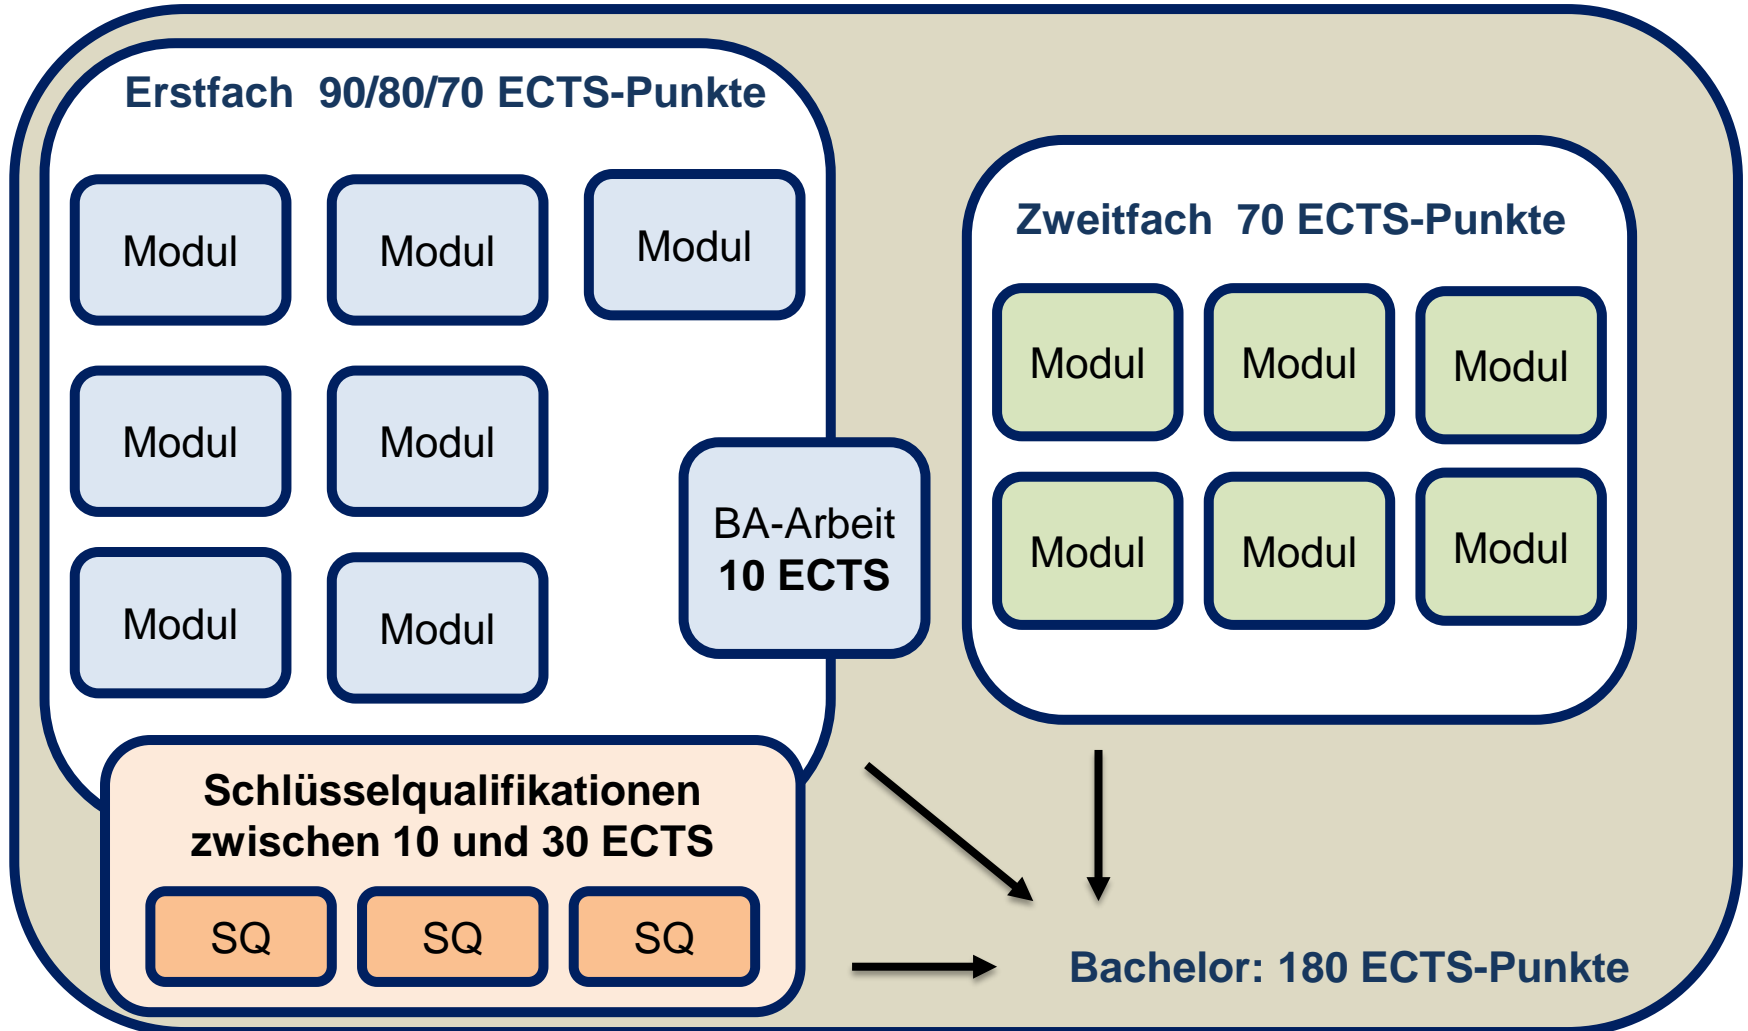 Erstfach 90/80/70 ECTS-Punkte
Modul
Modul
Modul
Modul
Modul
Modul
Modul
BA-Arbeit
10 ECTS
Schlüsselqualifikationen
zwischen 10 und 30 ECTS
SQ
SQ
SQ
Zweitfach 70 ECTS-Punkte
Modul
Modul
Modul
Modul
Modul
Modul
Bachelor: 180 ECTS-Punkte